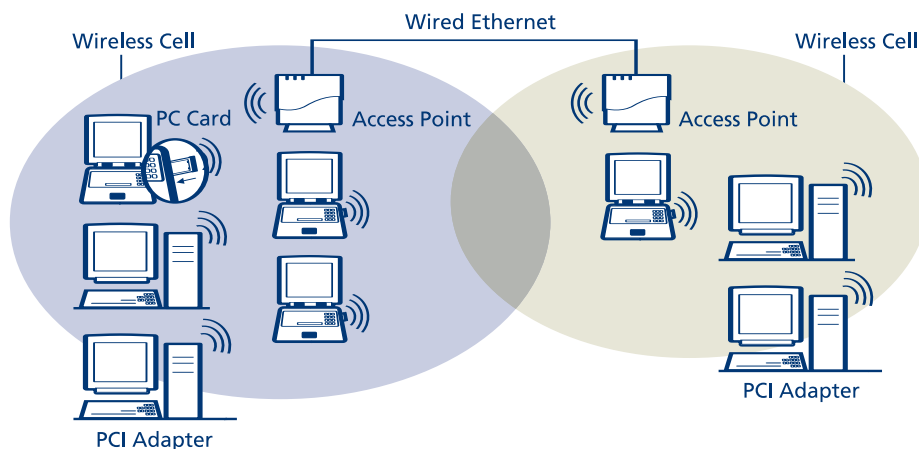 Wired Ethernet
Wireless Cell
Wireless Cell
PC Card
Access Point
Access Point
PCI Adapter
PCI Adapter